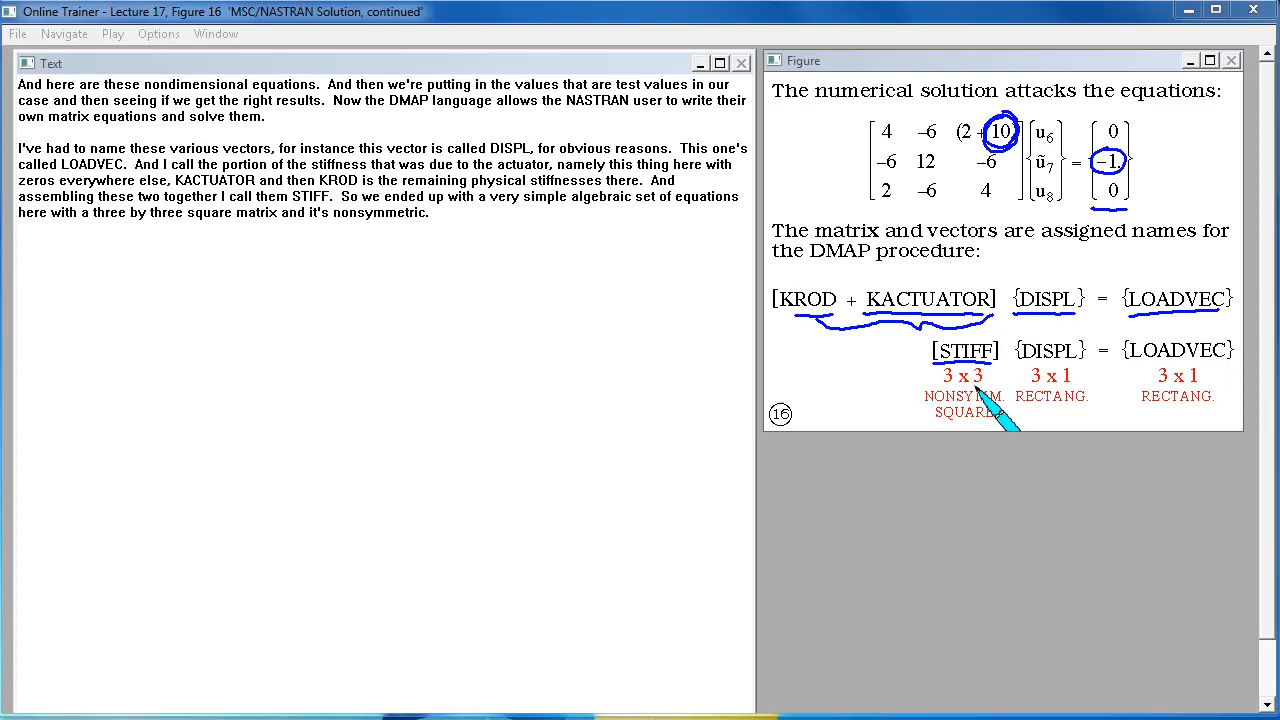 Online Trainer - Lecture 17, Figure 16 'MSC/NASTRAN Solution, continued'
File Navigate Play Options Window
Text
And here are these nondimensional equations. And then we're putting in the values that are test values in our
case and then seeing if we get the right results. Now the DMAP language allows the NASTRAN user to write their
own matrix equations and solve them.
I've had to name these various vectors, for instance this vector is called DISPL, for obvious reasons. This one's
called LOADVEC. And I call the portion of the stiffness that was due to the actuator, namely this thing here with
zeros everywhere else, KACTUATOR and then KROD is the remaining physical stiffnesses there. And
assembling these two together I call them STIFF. So we ended up with a very simple algebraic set of equations
here with a three by three square matrix and it's nonsymmetric.
Figure
The numerical solution attacks the equations:
4 –6 (2 + 10 u6 0
–6 12 –6 ũ7 = –1.
2 –6 4 u8 0
The matrix and vectors are assigned names for
the DMAP procedure:
[KROD + KACTUATOR] {DISPL} = {LOADVEC}
[STIFF] {DISPL} = {LOADVEC}
3 x 3 3 x 1 3 x 1
NONSYMM. RECTANG. RECTANG.
SQUARE
16